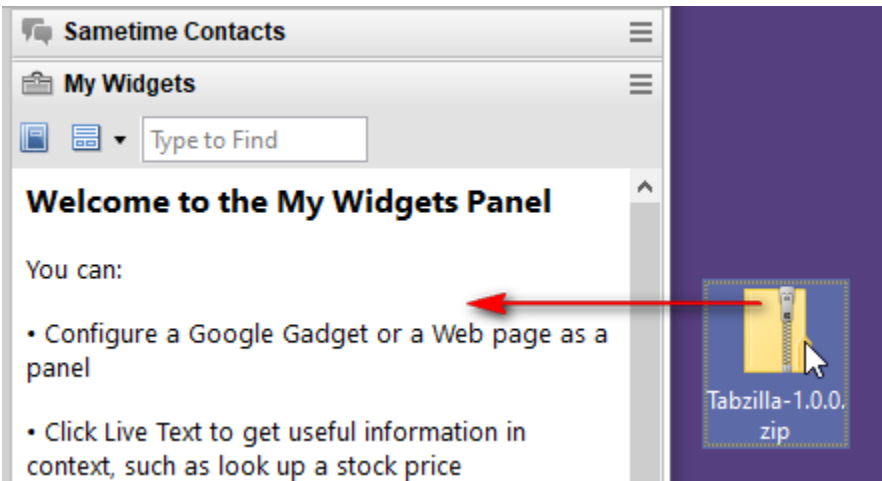 Sametime Contacts
My Widgets
Type to Find
Welcome to the My Widgets Panel
You can:
• Configure a Google Gadget or a Web page as a
panel
• Click Live Text to get useful information in
context, such as look up a stock price
Tabzilla-1.0.0.
zip